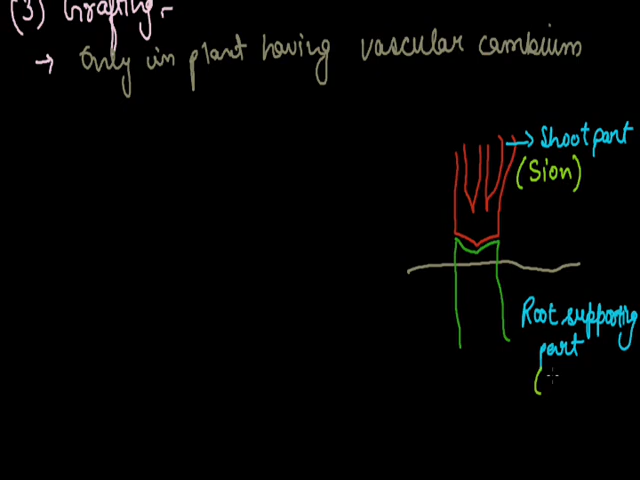 (3) Grafting.
→ Only in plant having vascular cambium
→ Shoot part
(Sion)
Root supporting
part
(